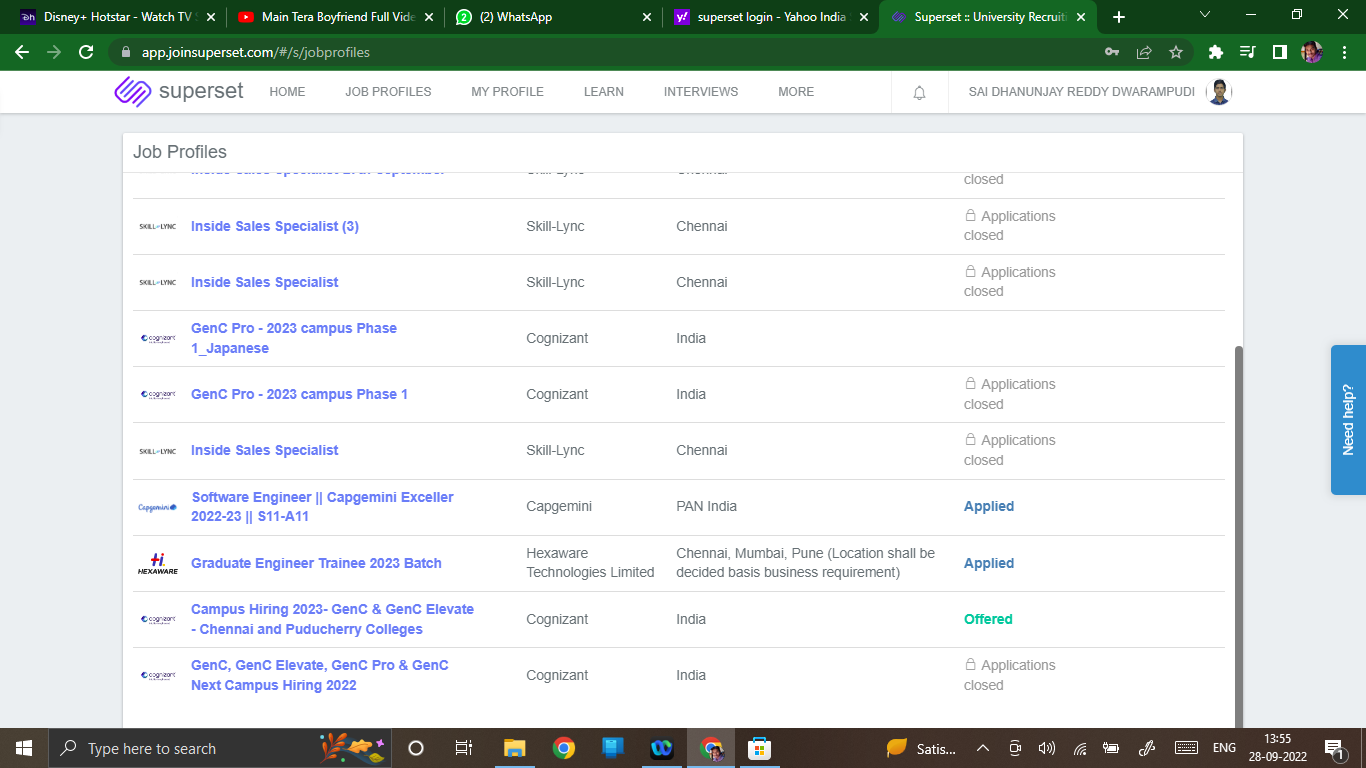 Disney+ Hotstar - Watch TV S
Main Tera Boyfriend Full Vide
(2) WhatsApp
superset login - Yahoo India S
Superset :: University Recruiti
app.joinsuperset.com/#/s/jobprofiles
superset
HOME
JOB PROFILES
MY PROFILE
LEARN
INTERVIEWS
MORE
SAI DHANUNJAY REDDY DWARAMPUDI
Job Profiles
closed
SKILL-LYNC
Inside Sales Specialist (3)
Skill-Lync
Chennai
Applications
closed
SKILL-LYNC
Inside Sales Specialist
Skill-Lync
Chennai
Applications
closed
cognizant
GenC Pro - 2023 campus Phase
1_Japanese
Cognizant
India
cognizant
GenC Pro - 2023 campus Phase 1
Cognizant
India
Applications
closed
SKILL-LYNC
Inside Sales Specialist
Skill-Lync
Chennai
Applications
closed
Capgemini
Software Engineer || Capgemini Exceller
2022-23 || S11-A11
Capgemini
PAN India
Applied
Hi
HEXAWARE
Graduate Engineer Trainee 2023 Batch
Hexaware
Technologies Limited
Chennai, Mumbai, Pune (Location shall be
decided basis business requirement)
Applied
cognizant
Campus Hiring 2023- GenC & GenC Elevate
- Chennai and Puducherry Colleges
Cognizant
India
Offered
cognizant
GenC, GenC Elevate, GenC Pro & GenC
Next Campus Hiring 2022
Cognizant
India
Applications
closed
Need help?
Type here to search
Satis...
ENG
13:55
28-09-2022
1